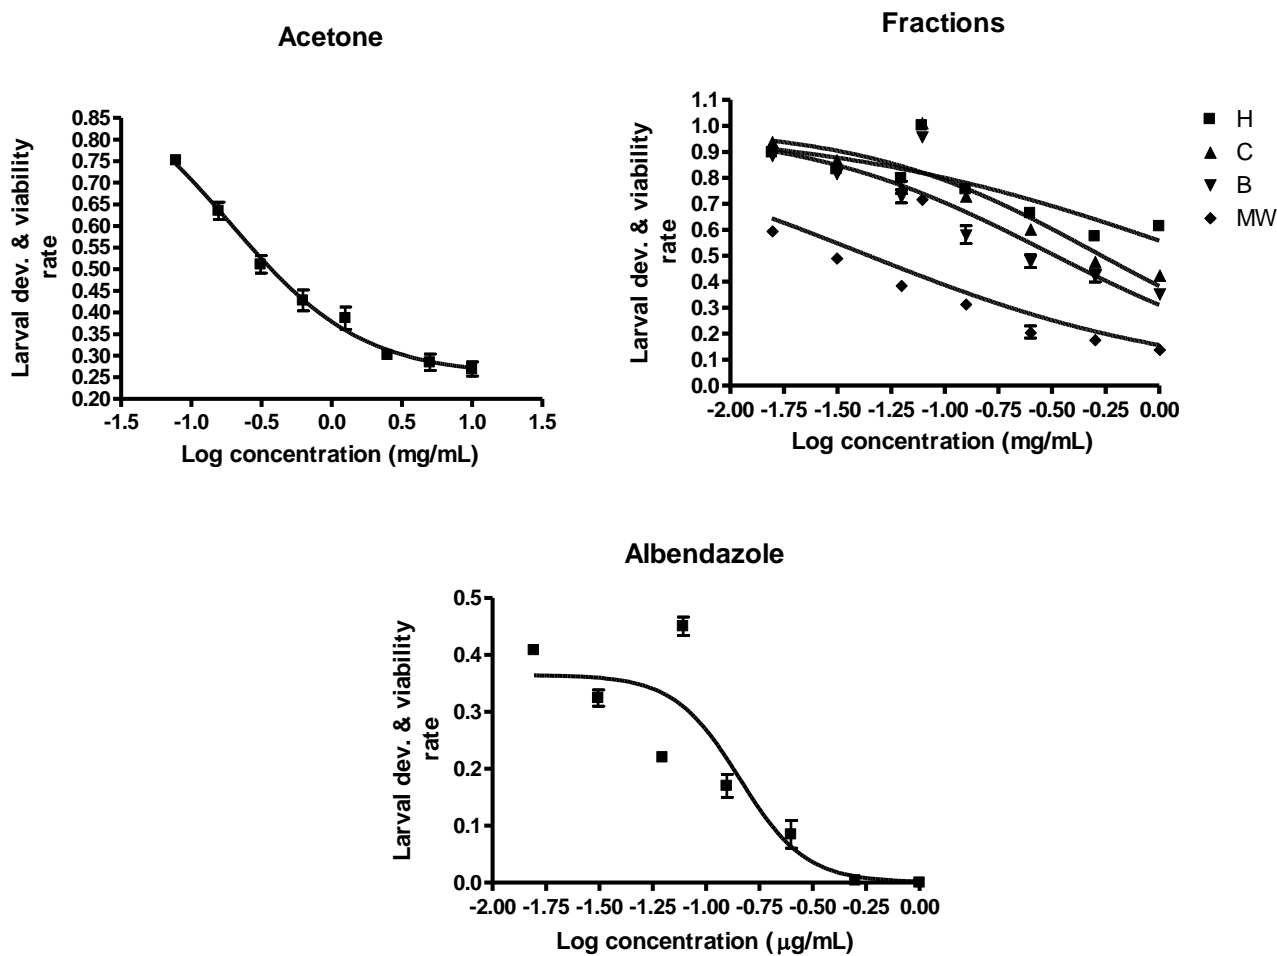 Acetone
Larval dev. & viability
rate
0.85
0.80
0.75
0.70
0.65
0.60
0.55
0.50
0.45
0.40
0.35
0.30
0.25
0.20
-1.5 -1.0 -0.5 0.0 0.5 1.0 1.5
Log concentration (mg/mL)
Fractions
Larval dev. & viability
rate
1.1
1.0
0.9
0.8
0.7
0.6
0.5
0.4
0.3
0.2
0.1
0.0
-2.00 -1.75 -1.50 -1.25 -1.00 -0.75 -0.50 -0.25 0.00
Log concentration (mg/mL)
H
C
B
MW
Albendazole
Larval dev. & viability
rate
0.5
0.4
0.3
0.2
0.1
0.0
-2.00 -1.75 -1.50 -1.25 -1.00 -0.75 -0.50 -0.25 0.00
Log concentration (μg/mL)